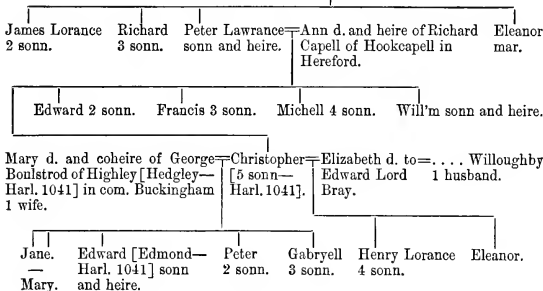 James Lorance Richard Peter Lawrance Ann d. and heire of Richard Eleanor
2 sonn. 3 sonn. sonn and heire. Capell of Hookcapell in mar.
Hereford.
Edward 2 sonn. Francis 3 sonn. Michell 4 sonn. Will'm sonn and heire.
Mary d. and coheire of George Christopher Elizabeth d. to=. . . . Willoughby
Boulstrod of Highley [Hedgley— [5 sonn— Edward Lord 1 husband.
Harl. 1041] in com. Buckingham Harl. 1041]. Bray.
1 wife.
Jane. Edward [Edmond— Peter Gabryell Henry Lorance Eleanor.
— Harl. 1041] sonn 2 sonn. 3 sonn. 4 sonn.
Mary. and heire.